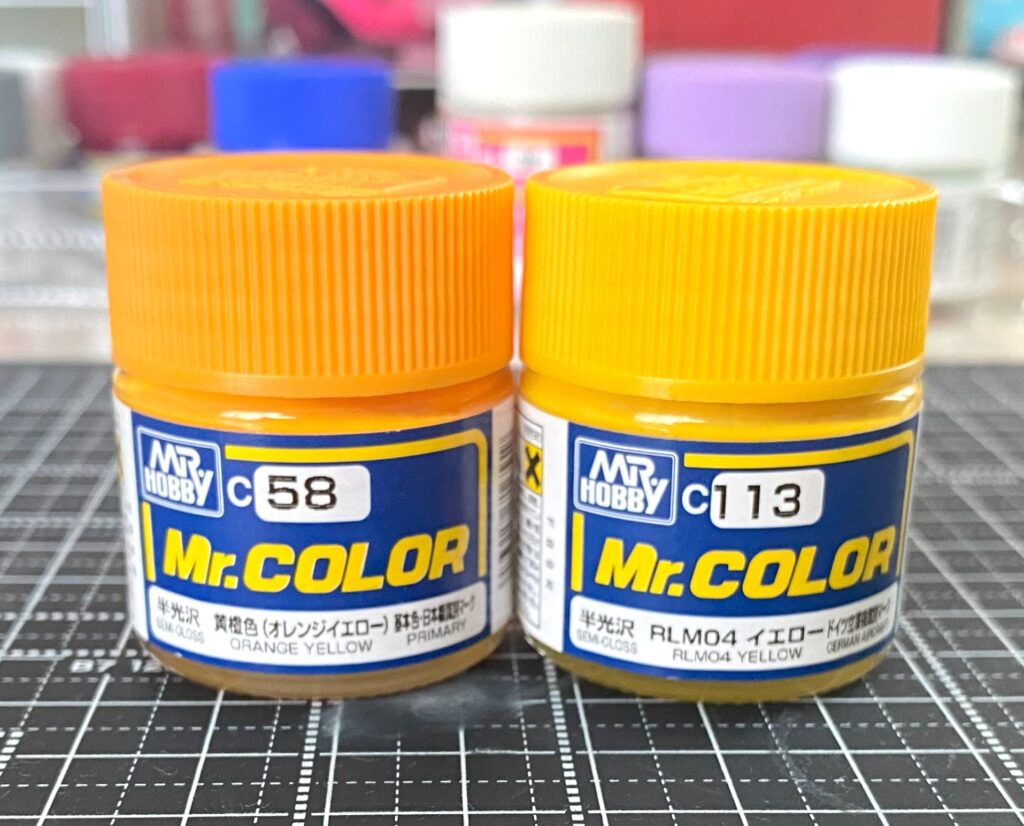 MR.
HOBBY
C 58
Mr.COLOR
半光沢
SEMI-GLOSS
黄橙色(オレンジイエロー)
ORANGE YELLOW
PRIMARY
MR.
HOBBY
C 113
Mr.COLOR
半光沢
SEMI-GLOSS
RLM04 イエロー
RLM04 YELLOW
GERMAN AIRCRAFT